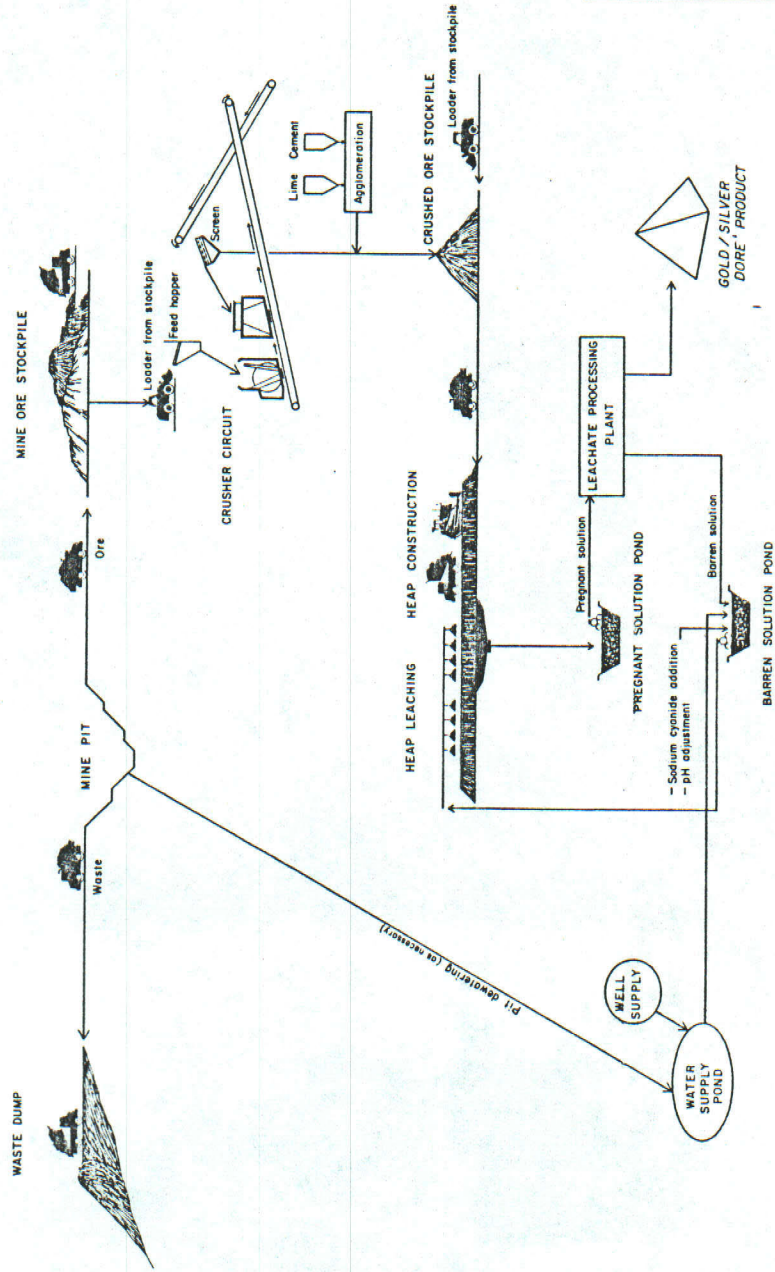 WASTE DUMP
MINE PIT
MINE ORE STOCKPILE
Waste
Ore
Loader from stockpile
Feed hopper
Screen
CRUSHER CIRCUIT
Lime
Cement
Agglomeration
Pit dewatering (as necessary)
HEAP LEACHING
HEAP CONSTRUCTION
CRUSHED ORE STOCKPILE
Loader from stockpile
Pregnant solution
PREGNANT SOLUTION POND
LEACHATE PROCESSING
PLANT
GOLD / SILVER
DORE' PRODUCT
WELL
SUPPLY
WATER
SUPPLY
POND
- Sodium cyanide addition
- pH adjustment
Barren solution
BARREN SOLUTION POND